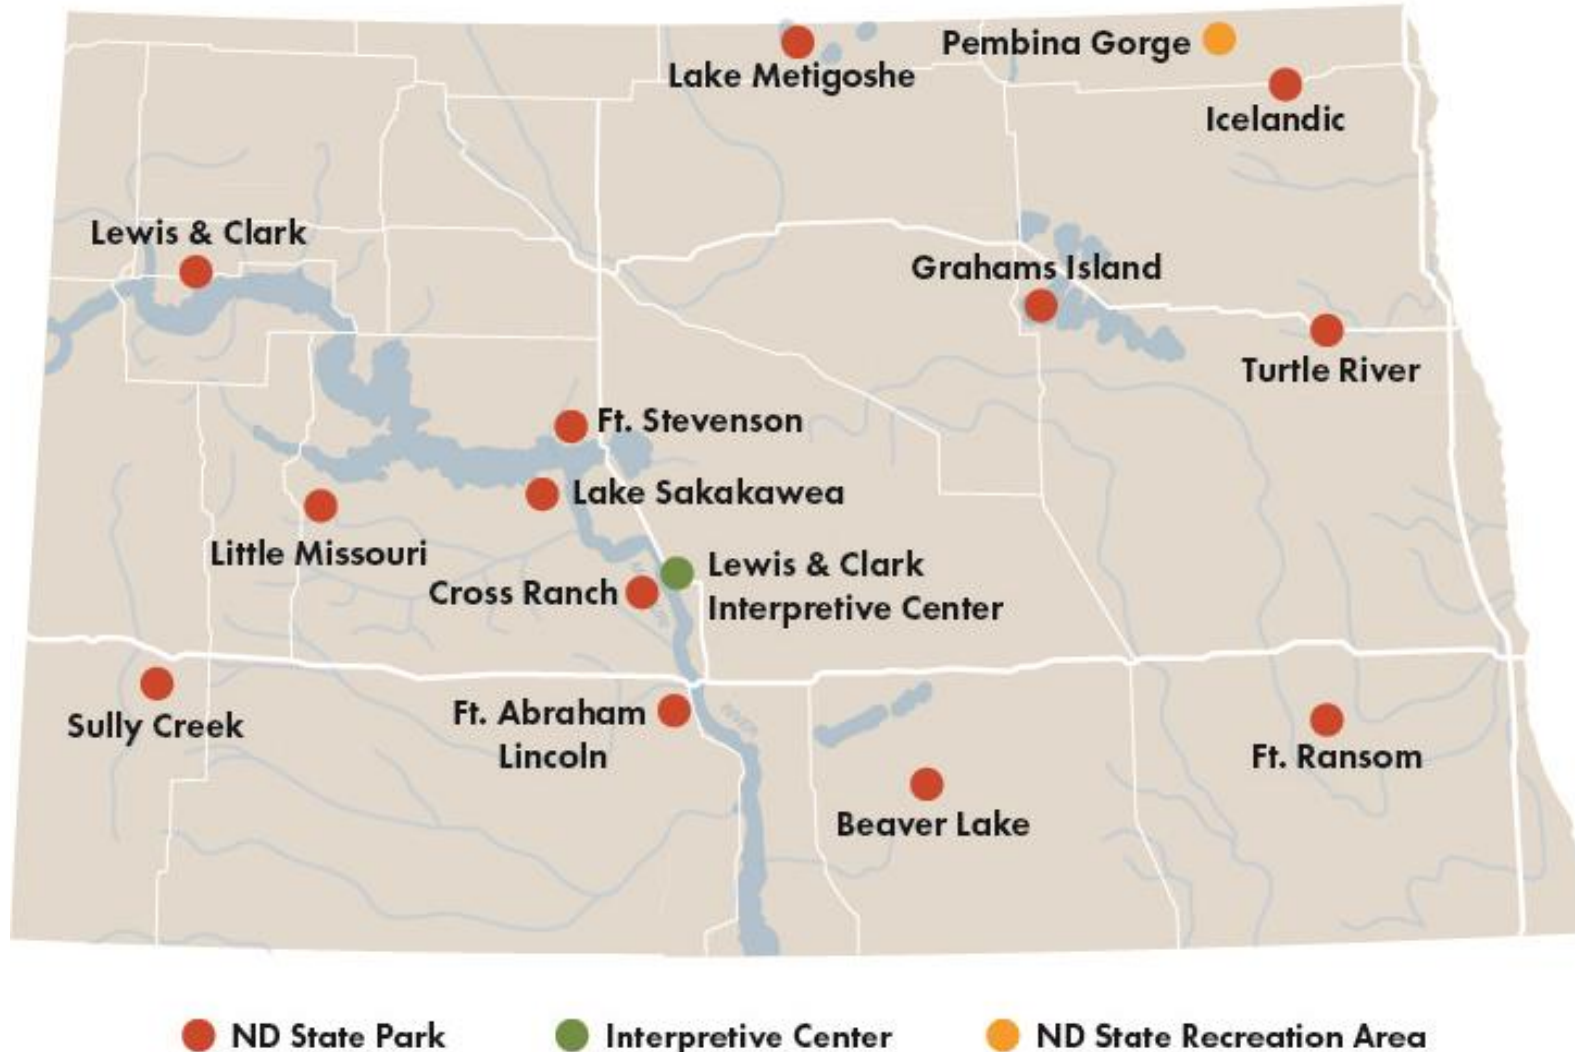 Pembina Gorge
Lake Metigoshe
Icelandic
Lewis & Clark
Grahams Island
Turtle River
Ft. Stevenson
Lake Sakakawea
Little Missouri
Lewis & Clark
Interpretive Center
Cross Ranch
Sully Creek
Ft. Abraham
Lincoln
Ft. Ransom
Beaver Lake
ND State Park
Interpretive Center
ND State Recreation Area